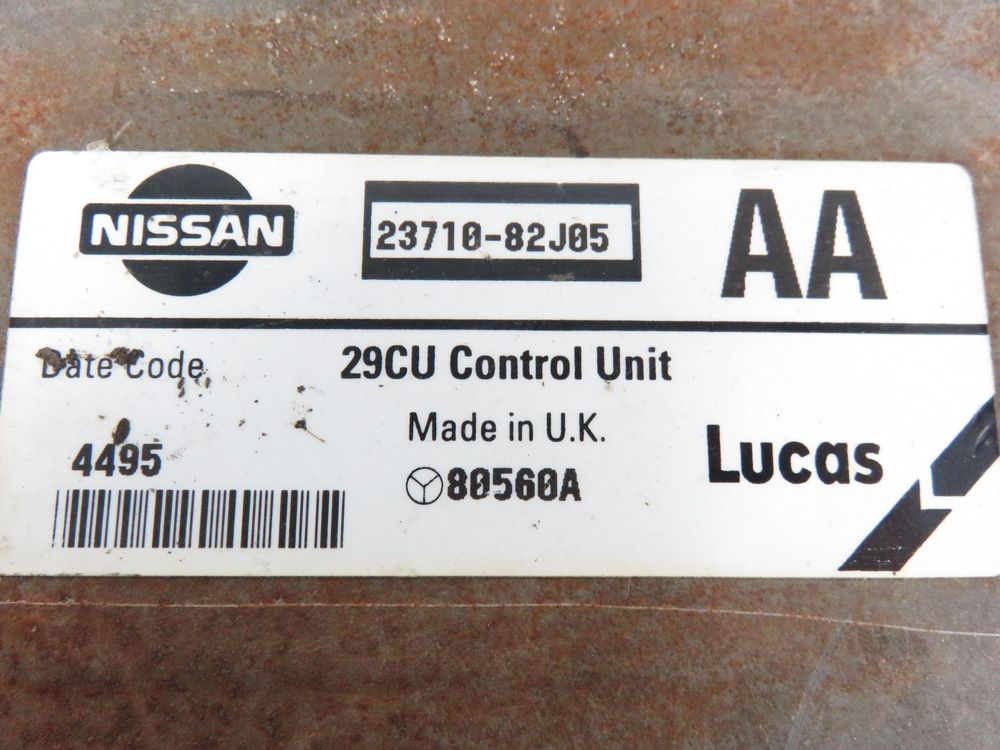 NISSAN
23710-82J05
AA
Date Code
29CU Control Unit
Made in U.K.
4495
80560A
Lucas